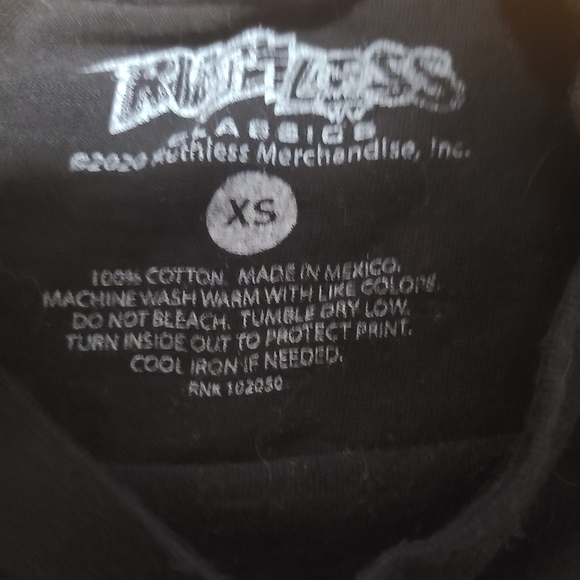 RUTHLESS
CLASSICS
©2020 Ruthless Merchandise, Inc.
XS
100% COTTON. MADE IN MEXICO.
MACHINE WASH WARM WITH LIKE COLORS.
DO NOT BLEACH. TUMBLE DRY LOW.
TURN INSIDE OUT TO PROTECT PRINT.
COOL IRON IF NEEDED.
RN# 102050